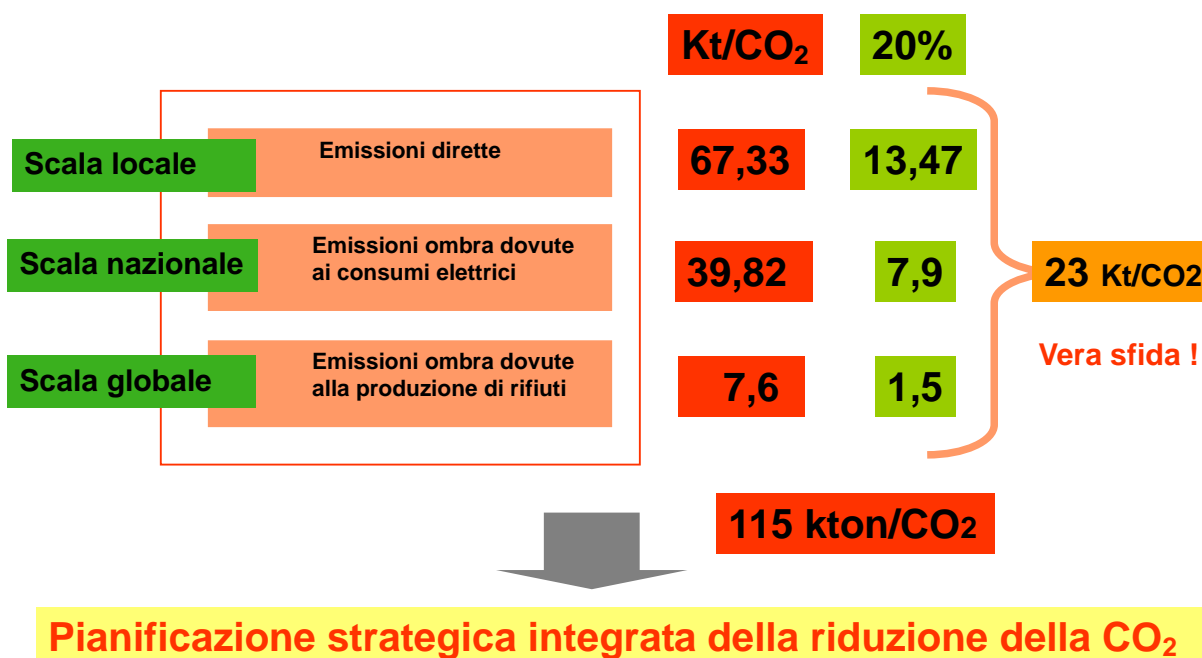 Kt/CO₂ 20%
Scala locale Emissioni dirette 67,33 13,47
Scala nazionale Emissioni ombra dovute
ai consumi elettrici 39,82 7,9 23 Kt/CO2
Scala globale Emissioni ombra dovute
alla produzione di rifiuti 7,6 1,5
Vera sfida !
115 kton/CO2
Pianificazione strategica integrata della riduzione della CO₂